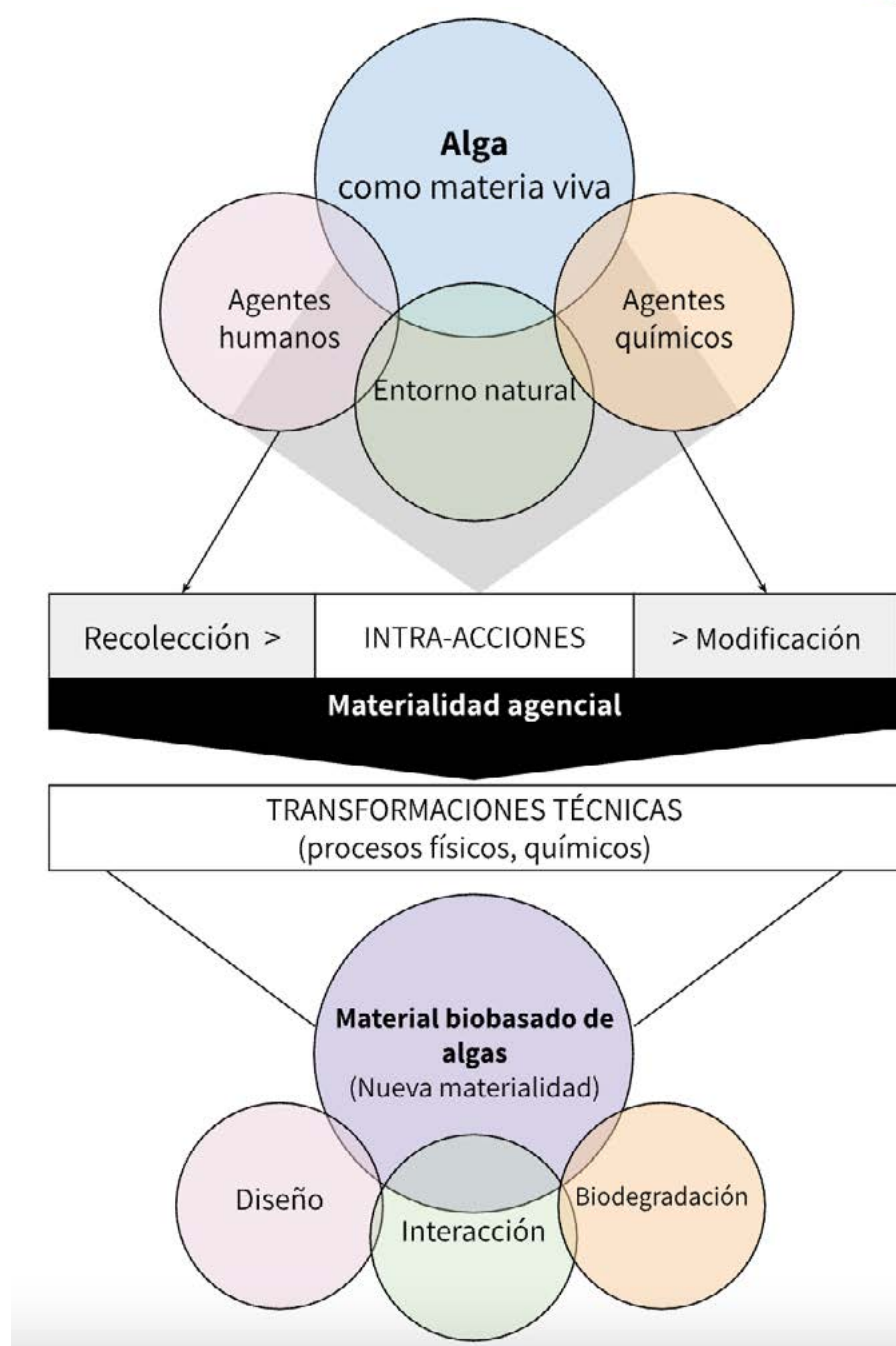 Alga
como materia viva
Agentes
humanos
Agentes
químicos
Entorno natural
Recolección >
INTRA-ACCIONES
> Modificación
Materialidad agencial
TRANSFORMACIONES TÉCNICAS
(procesos físicos, químicos)
Material biobasado de
algas
(Nueva materialidad)
Diseño
Interacción
Biodegradación